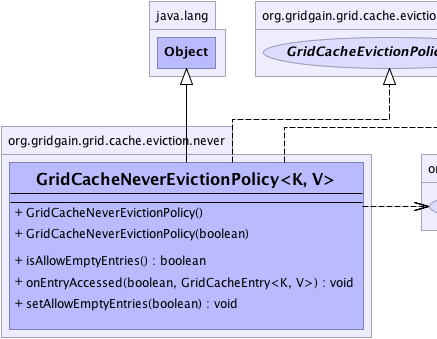 java.lang
org.gridgain.grid.cache.evictio
Object
GridCacheEvictionPolic
org.gridgain.grid.cache.eviction.never
GridCacheNeverEvictionPolicy<K, V>
or
+ GridCacheNeverEvictionPolicy()
+ GridCacheNeverEvictionPolicy(boolean)
+ isAllowEmptyEntries() : boolean
+ onEntryAccessed(boolean, GridCacheEntry<K, V>) : void
+ setAllowEmptyEntries(boolean) : void